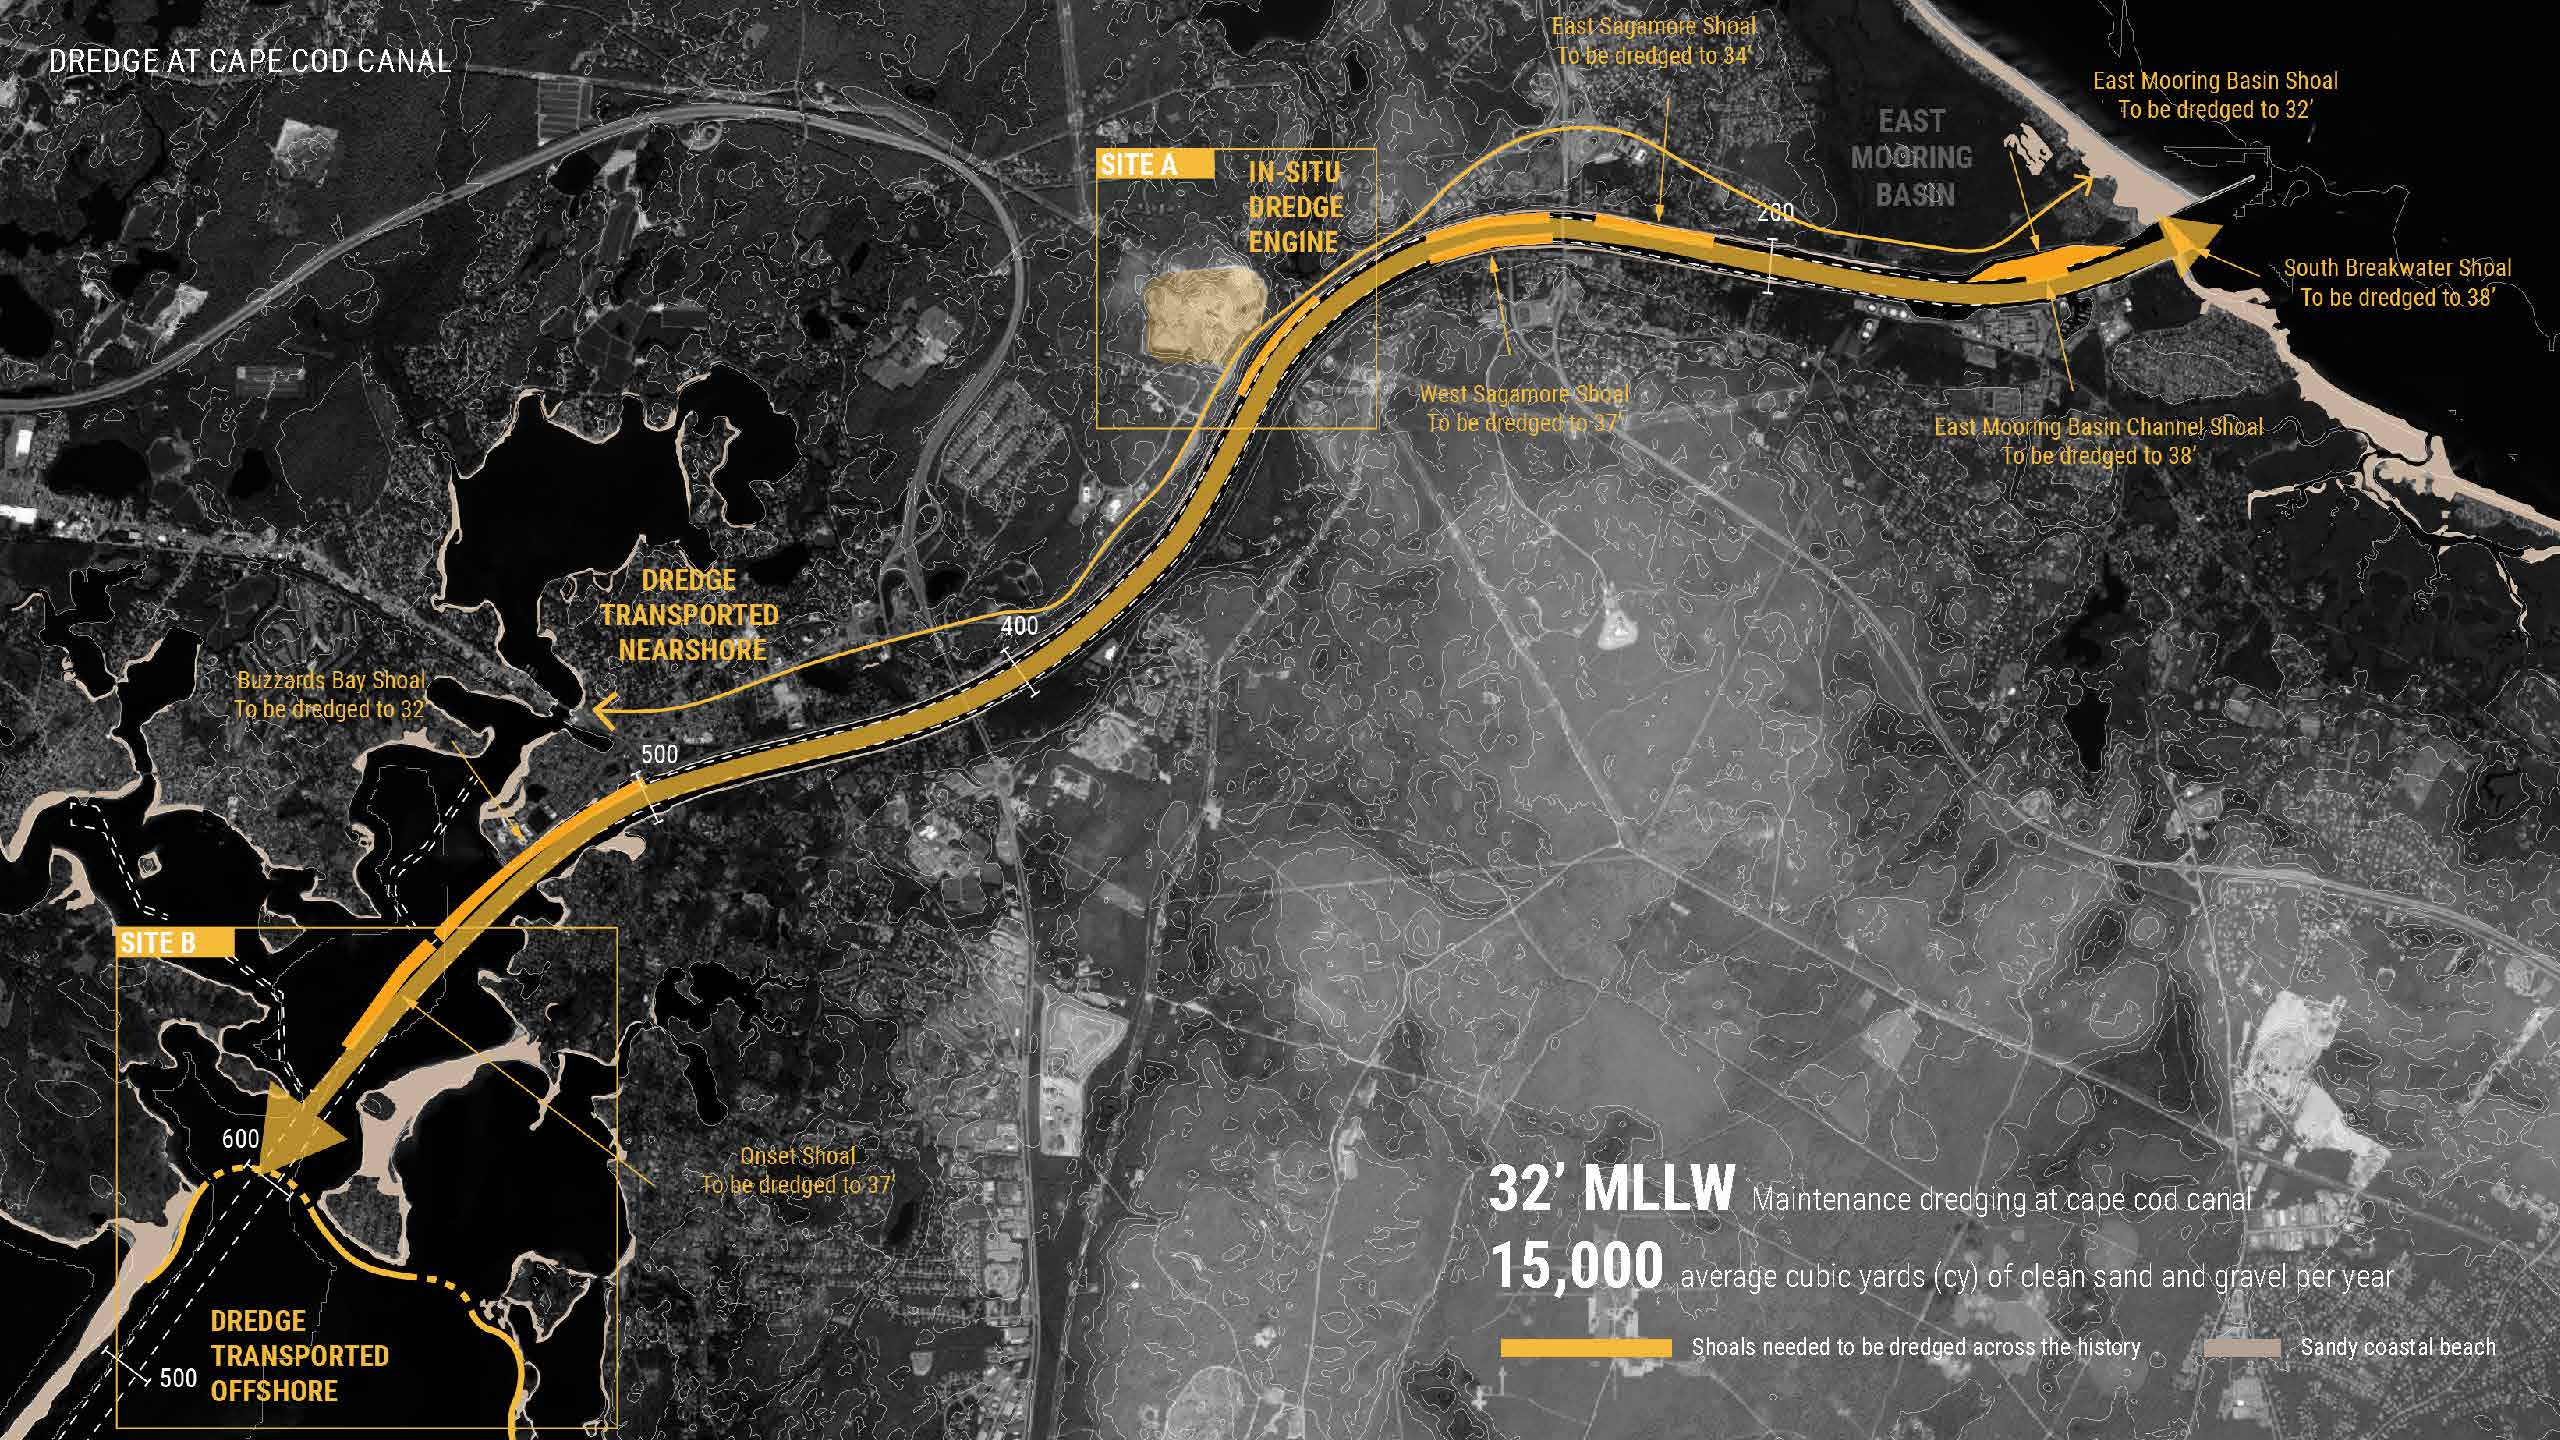 DREDGE AT CAPE COD CANAL
East Sagamore Shoal
To be dredged to 34'
East Mooring Basin Shoal
To be dredged to 32'
EAST
MOORING
BASIN
SITE A
IN-SITU
DREDGE
ENGINE
200
South Breakwater Shoal
To be dredged to 38'
West Sagamore Shoal
To be dredged to 37'
East Mooring Basin Channel Shoal
To be dredged to 38'
DREDGE
TRANSPORTED
NEARSHORE
400
Buzzards Bay Shoal
To be dredged to 32'
500
SITE B
600
Onset Shoal
To be dredged to 37'
DREDGE
TRANSPORTED
OFFSHORE
500
32’ MLLW Maintenance dredging at cape cod canal
15,000 average cubic yards (cy) of clean sand and gravel per year
Shoals needed to be dredged across the history
Sandy coastal beach